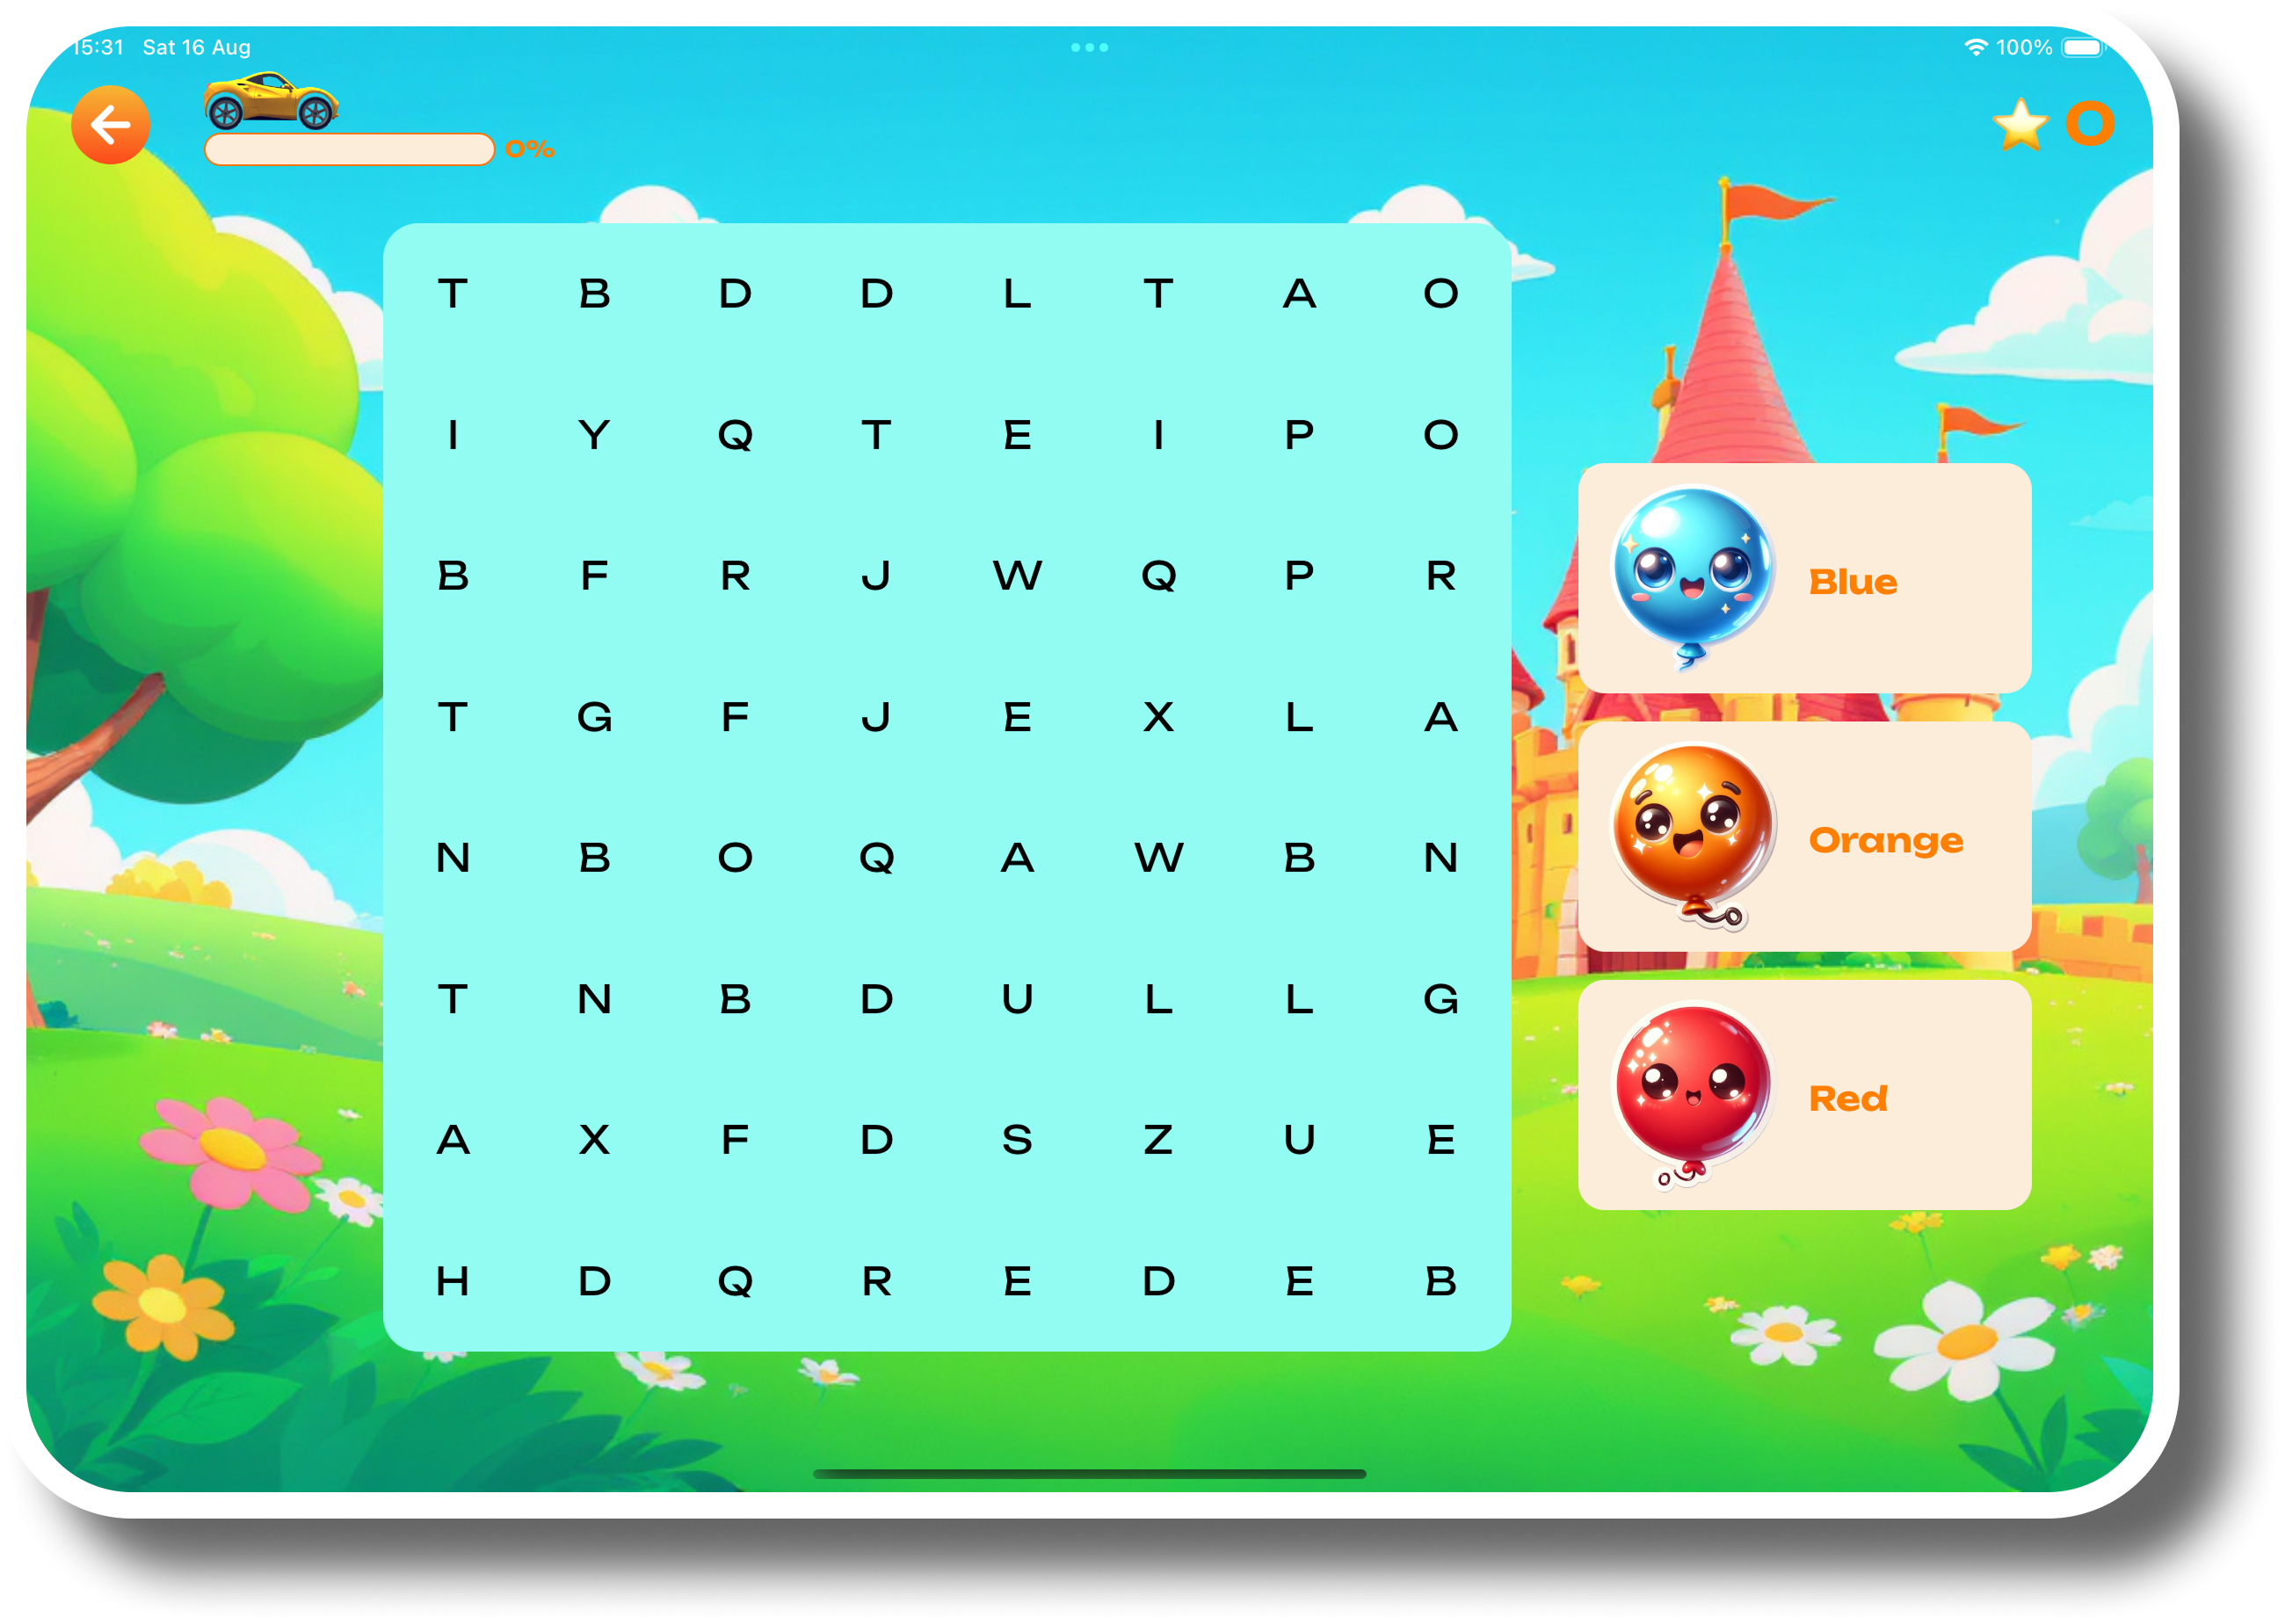 15:31 Sat 16 Aug
100%
0%
0
T B D D L T A O
I Y Q T E I P O
B F R J W Q P R
T G F J E X L A
N B O Q A W B N
T N B D U L L G
A X F D S Z U E
H D Q R E D E B
Blue
Orange
Red